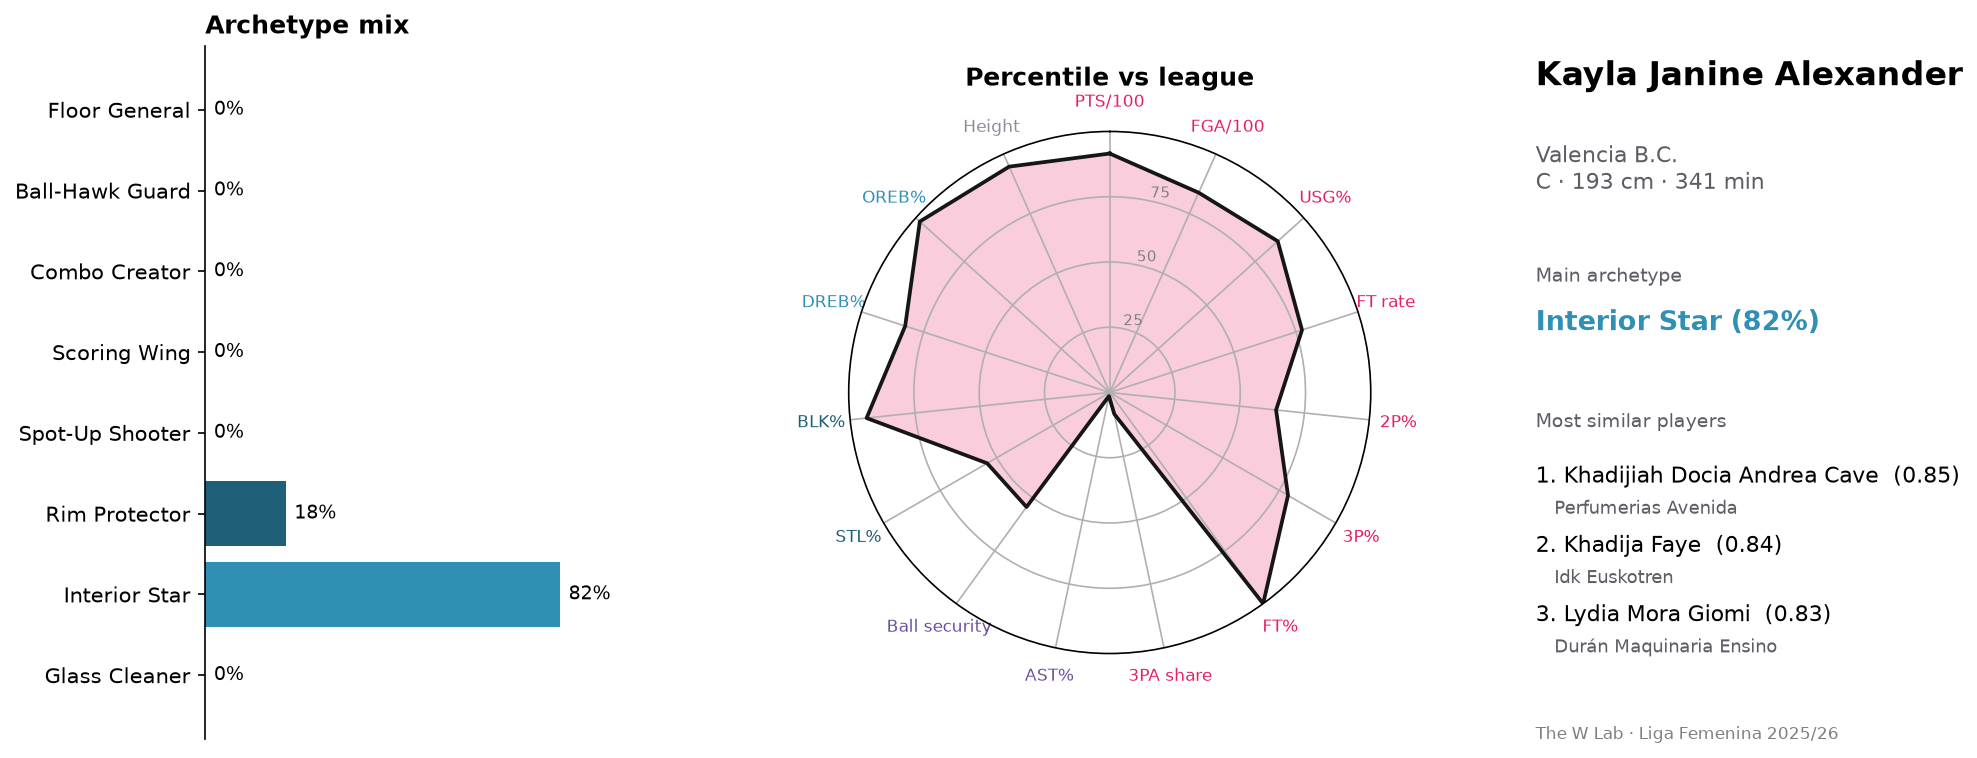 Archetype mix
Floor General 0%
Ball-Hawk Guard 0%
Combo Creator 0%
Scoring Wing 0%
Spot-Up Shooter 0%
Rim Protector 18%
Interior Star 82%
Glass Cleaner 0%
Percentile vs league
PTS/100
Height
FGA/100
OREB%
75
USG%
50
DREB%
25
FT rate
BLK%
2P%
STL%
3P%
Ball security
FT%
AST%
3PA share
Kayla Janine Alexander
Valencia B.C.
C · 193 cm · 341 min
Main archetype
Interior Star (82%)
Most similar players
1. Khadijiah Docia Andrea Cave (0.85)
Perfumerias Avenida
2. Khadija Faye (0.84)
Idk Euskotren
3. Lydia Mora Giomi (0.83)
Durán Maquinaria Ensino
The W Lab · Liga Femenina 2025/26